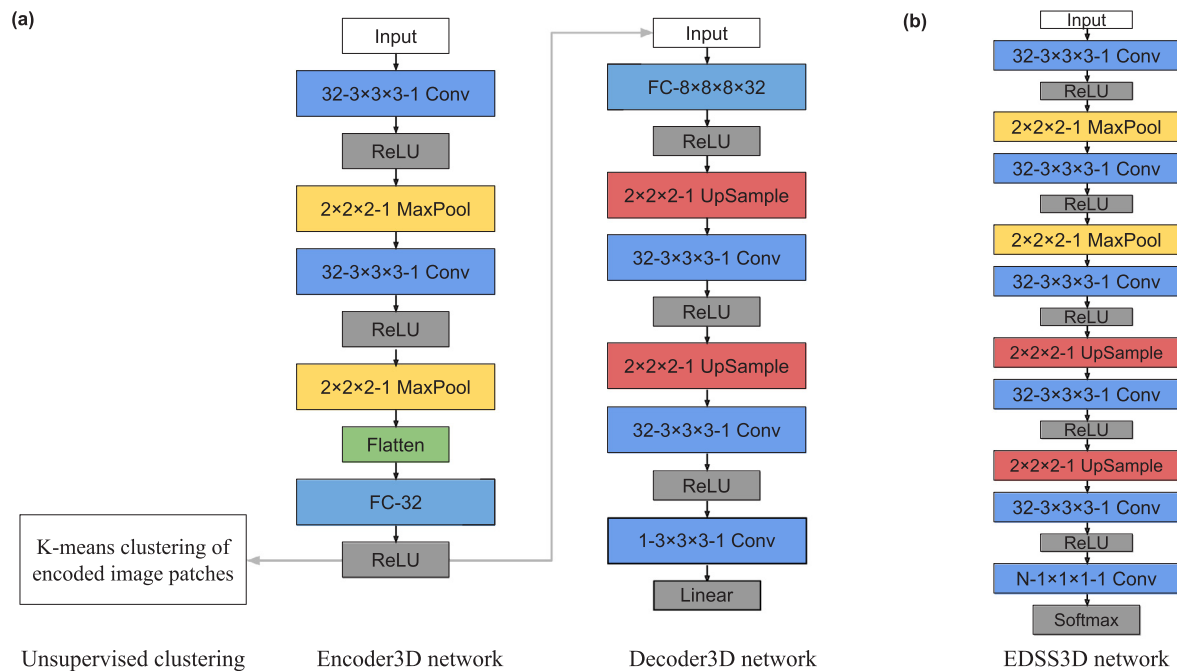 (a)
Input
32-3×3×3-1 Conv
ReLU
2×2×2-1 MaxPool
32-3×3×3-1 Conv
ReLU
2×2×2-1 MaxPool
Flatten
FC-32
ReLU
K-means clustering of
encoded image patches
Unsupervised clustering
Encoder3D network
Input
FC-8×8×8×32
ReLU
2×2×2-1 UpSample
32-3×3×3-1 Conv
ReLU
2×2×2-1 UpSample
32-3×3×3-1 Conv
ReLU
1-3×3×3-1 Conv
Linear
Decoder3D network
(b)
Input
32-3×3×3-1 Conv
ReLU
2×2×2-1 MaxPool
32-3×3×3-1 Conv
ReLU
2×2×2-1 MaxPool
32-3×3×3-1 Conv
ReLU
2×2×2-1 UpSample
32-3×3×3-1 Conv
ReLU
2×2×2-1 UpSample
32-3×3×3-1 Conv
ReLU
N-1×1×1-1 Conv
Softmax
EDSS3D network